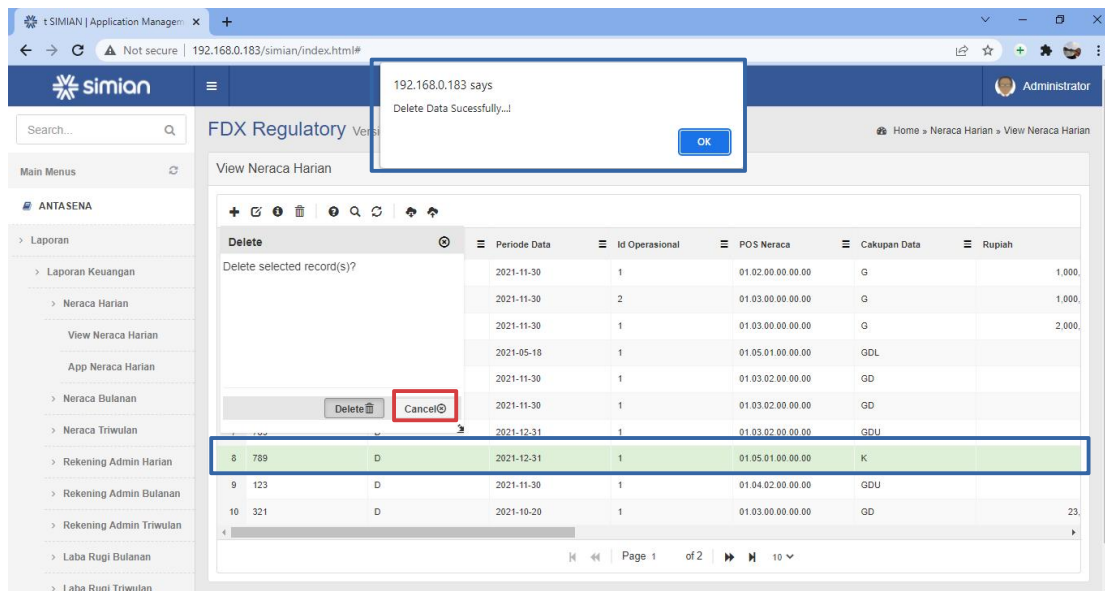 t SIMIAN | Application Managem
Not secure | 192.168.0.183/simian/index.html#
simian
Administrator
192.168.0.183 says
Delete Data Sucessfully...!
OK
Search...
FDX Regulatory
Home » Neraca Harian » View Neraca Harian
Main Menus
View Neraca Harian
ANTASENA
Laporan
Laporan Keuangan
Neraca Harian
View Neraca Harian
App Neraca Harian
Neraca Bulanan
Neraca Triwulan
Rekening Admin Harian
Rekening Admin Bulanan
Rekening Admin Triwulan
Laba Rugi Bulanan
Laba Rugi Triwulan
Delete
Delete selected record(s)?
Delete Cancel
Periode Data Id Operasional POS Neraca Cakupan Data Rupiah
2021-11-30 1 01.02.00.00.00.00 G 1,000,
2021-11-30 2 01.03.00.00.00.00 G 1,000,
2021-11-30 1 01.03.00.00.00.00 G 2,000,
2021-05-18 1 01.05.01.00.00.00 GDL
2021-11-30 1 01.03.02.00.00.00 GD
2021-11-30 1 01.03.02.00.00.00 GD
2021-12-31 1 01.03.02.00.00.00 GDU
8 789 D 2021-12-31 1 01.05.01.00.00.00 K
9 123 D 2021-11-30 1 01.04.02.00.00.00 GDU
10 321 D 2021-10-20 1 01.03.00.00.00.00 GD 23,
Page 1 of 2 10